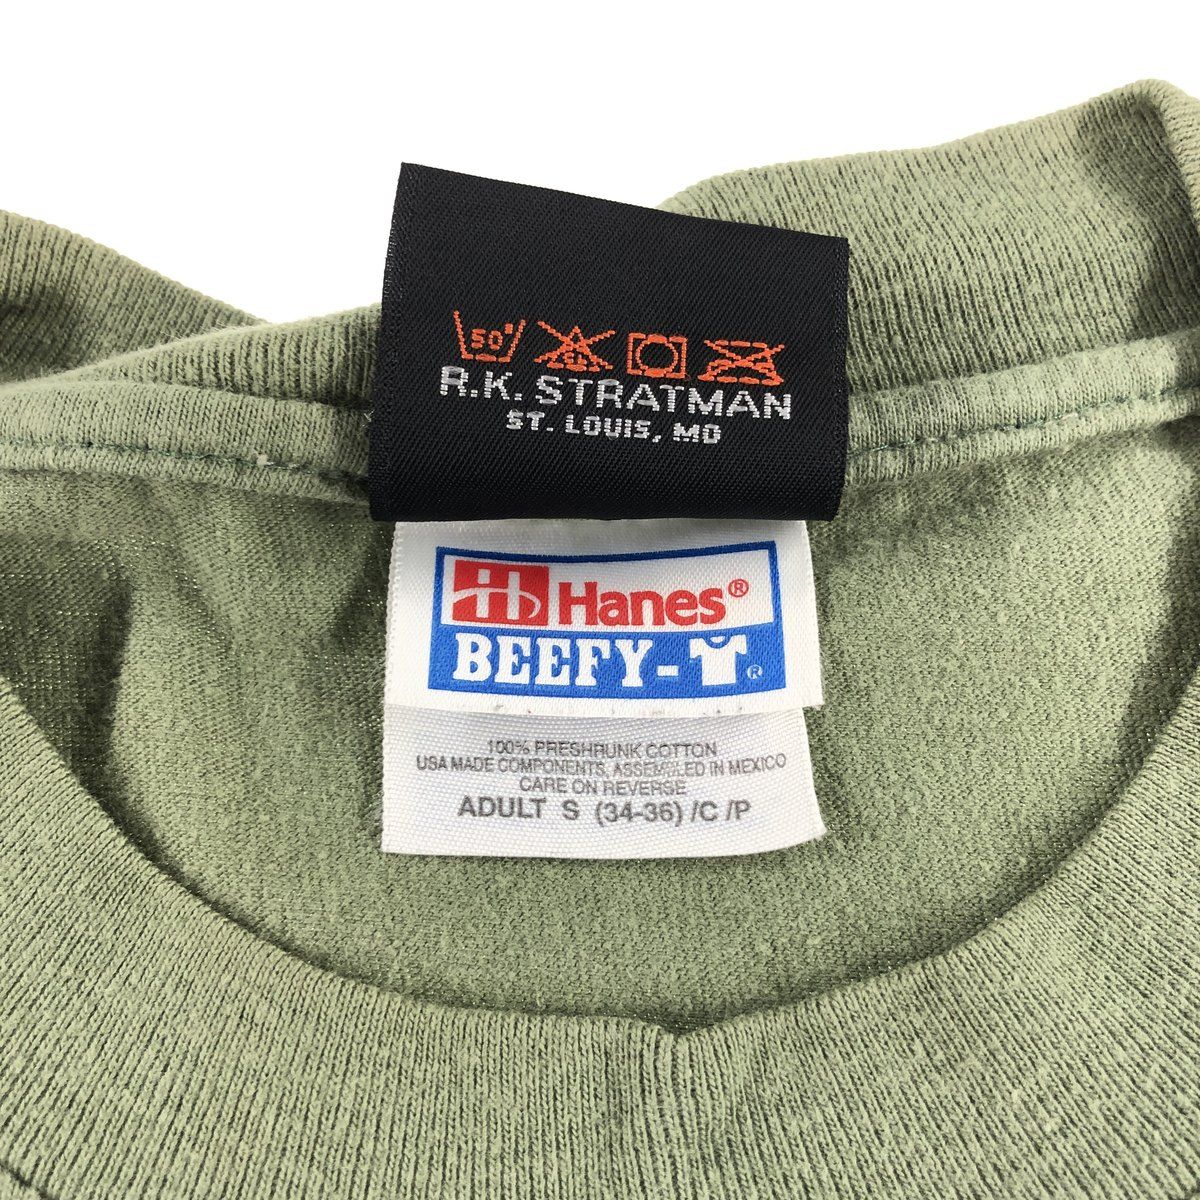 50°
CL
R.K. STRATMAN
ST. LOUIS, MO
Hanes®
BEEFY-T®
100% PRESHRUNK COTTON
USA MADE COMPONENTS, ASSEMBLED IN MEXICO
CARE ON REVERSE
ADULT S (34-36) /C /P